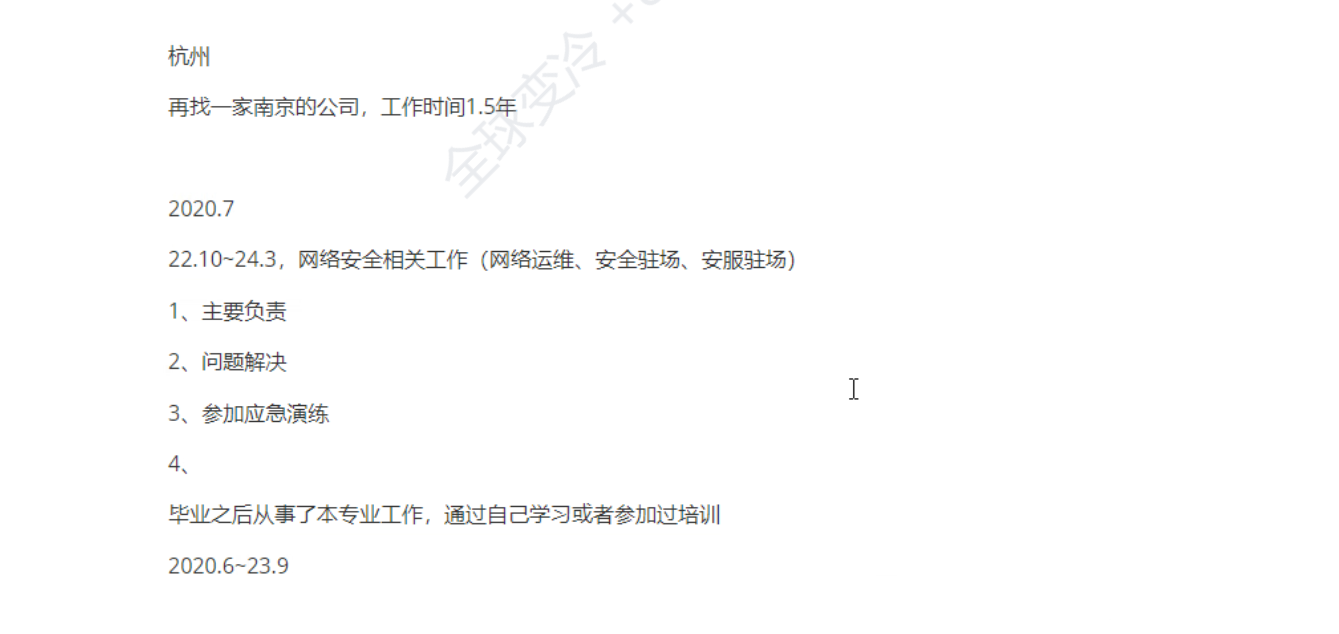 杭州
再找一家南京的公司，工作时间1.5年
全球变冷
2020.7
22.10~24.3，网络安全相关工作（网络运维、安全驻场、安服驻场）
1、主要负责
2、问题解决
3、参加应急演练
4、
毕业之后从事了本专业工作，通过自己学习或者参加过培训
2020.6~23.9